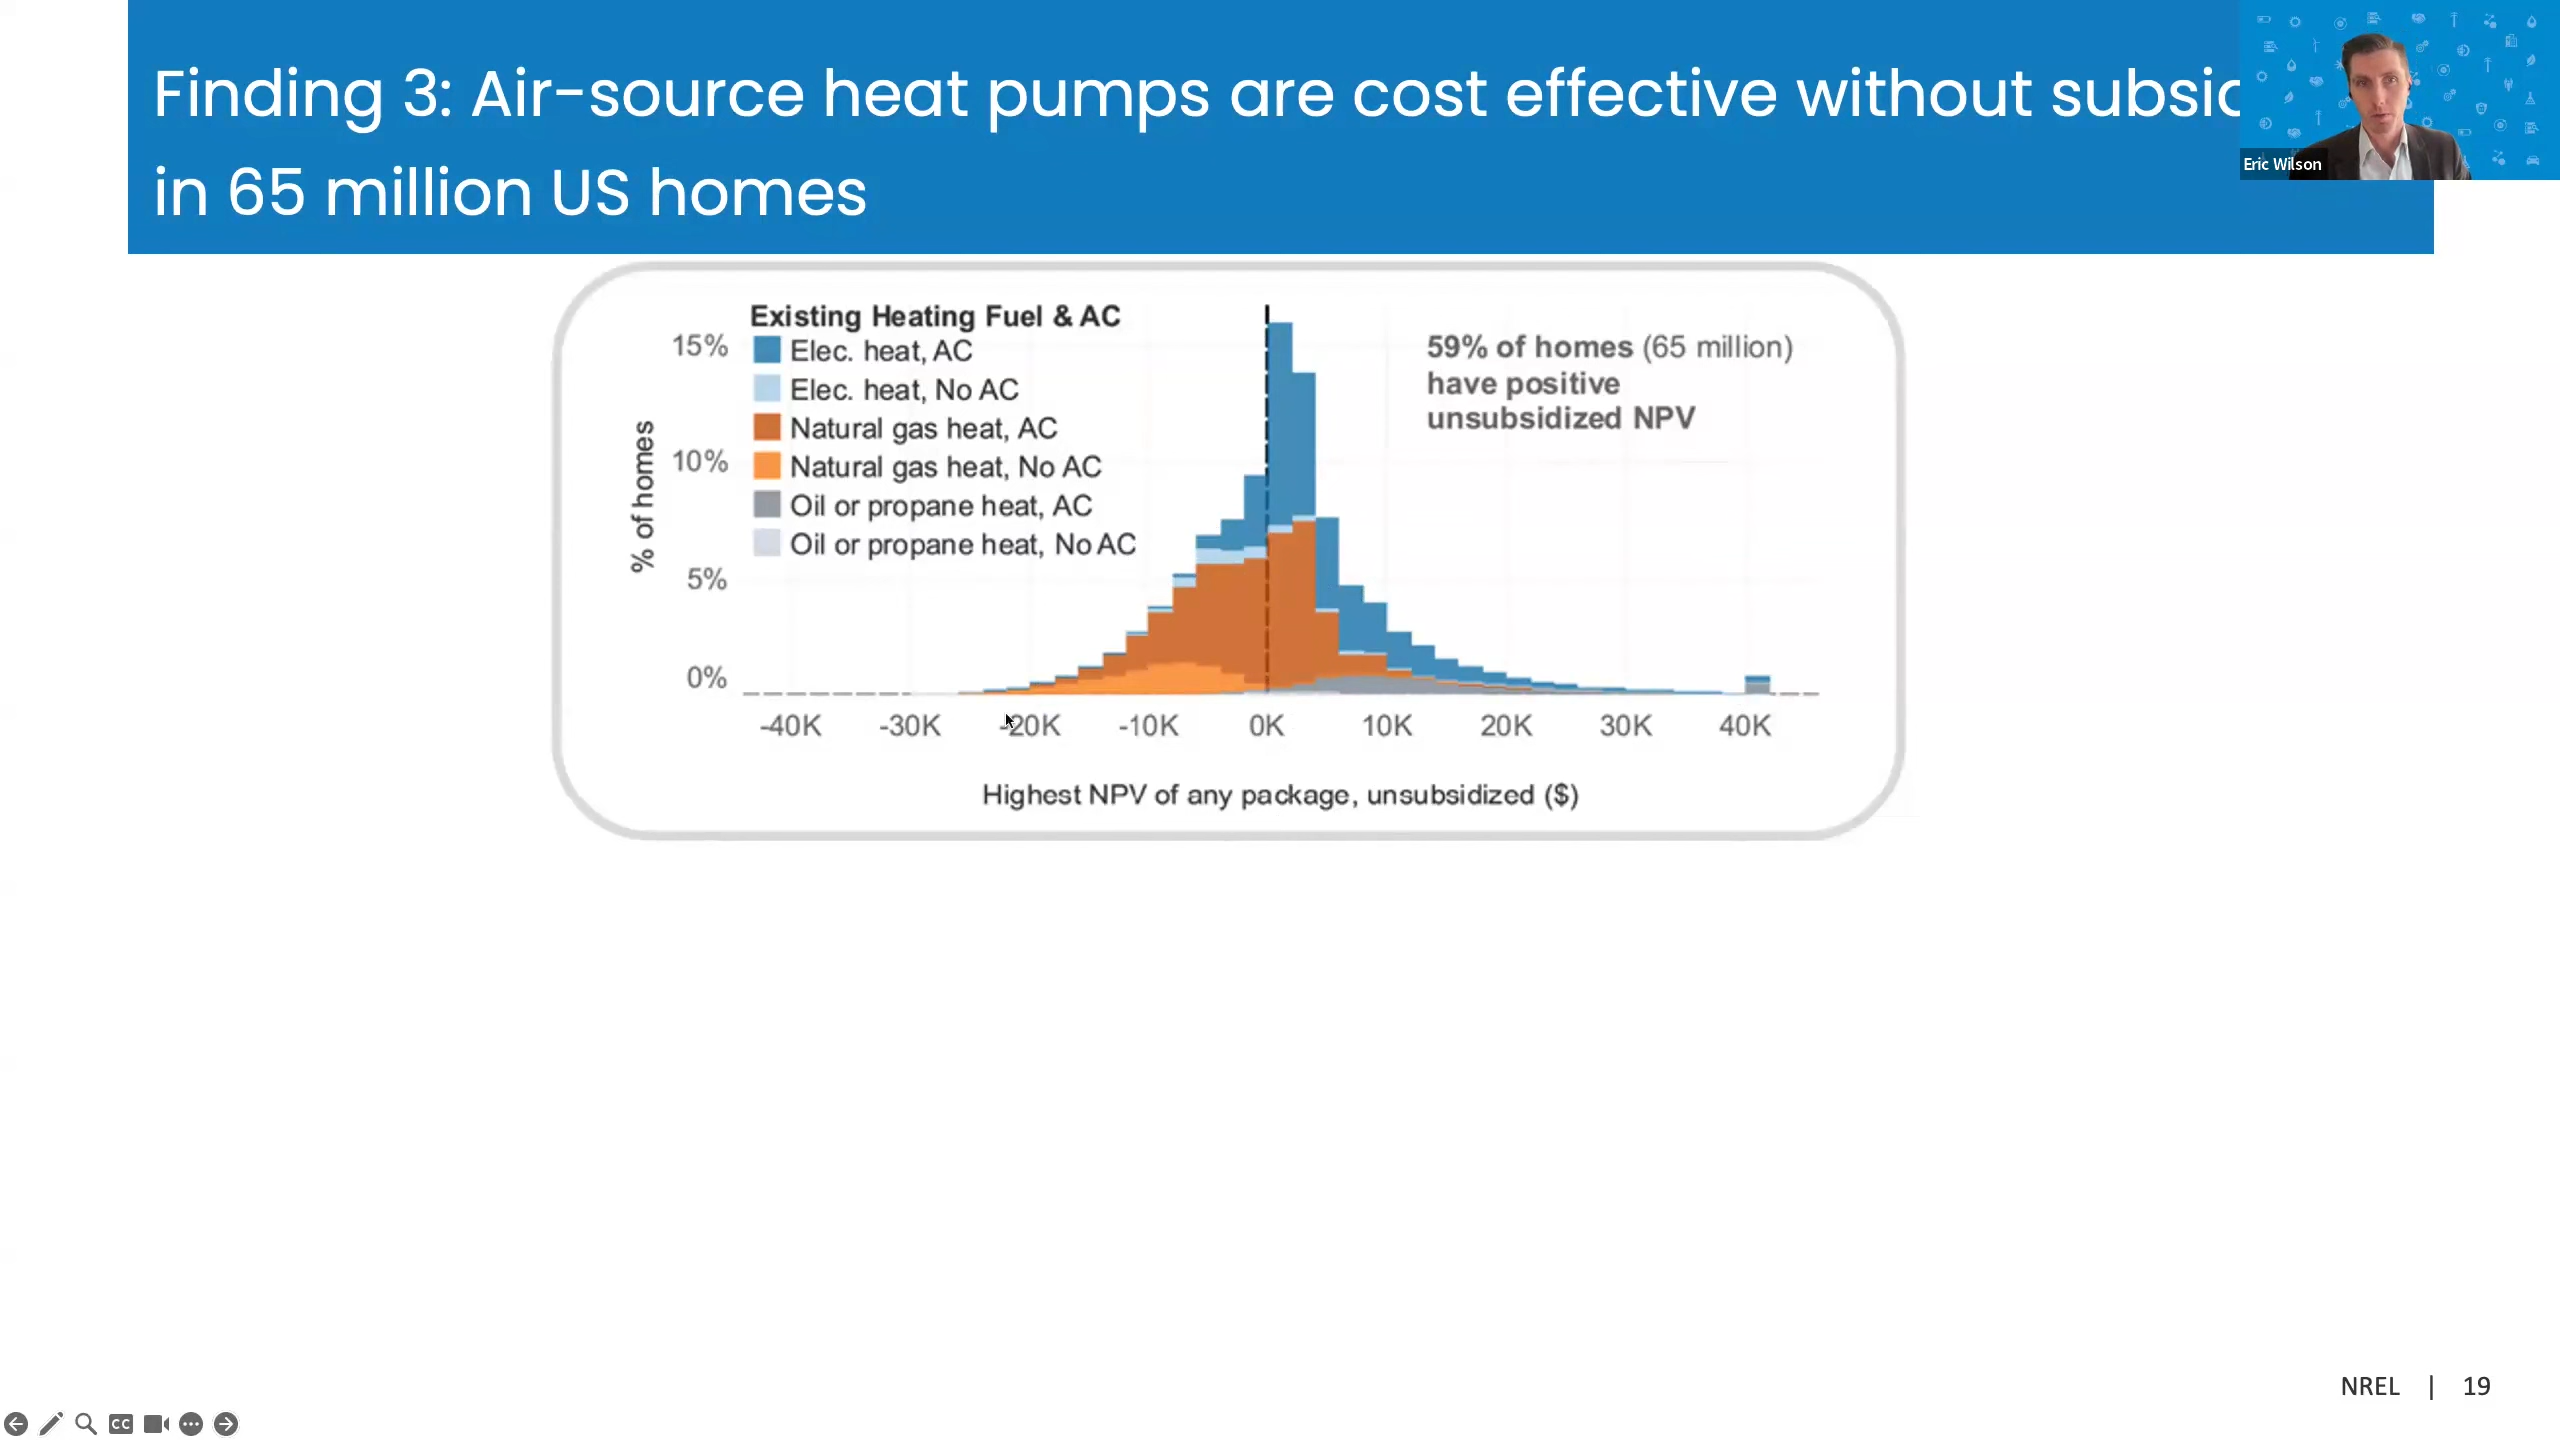 Finding 3: Air-source heat pumps are cost effective without
in 65 million US homes
Eric Wilson
Existing Heating Fuel & AC
Elec. heat, AC
Elec. heat, No AC
Natural gas heat, AC
Natural gas heat, No AC
Oil or propane heat, AC
Oil or propane heat, No AC
59% of homes (65 million)
have positive
unsubsidized NPV
% of homes
15%
10%
5%
0%
-40K -30K -20K -10K 0K 10K 20K 30K 40K
Highest NPV of any package, unsubsidized ($)
NREL | 19
CC